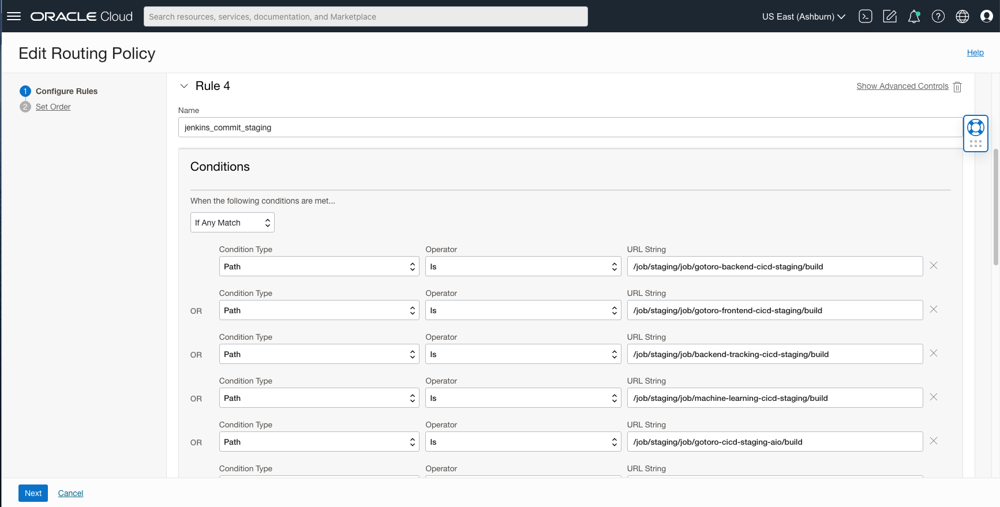 ORACLE Cloud
Search resources, services, documentation, and Marketplace
US East (Ashburn)
Edit Routing Policy
Help
1 Configure Rules
2 Set Order
Rule 4
Show Advanced Controls
Name
jenkins_commit_staging
Conditions
When the following conditions are met...
If Any Match
Condition Type Operator URL String
Path Is /job/staging/job/gotoro-backend-cicd-staging/build
Condition Type Operator URL String
OR Path Is /job/staging/job/gotoro-frontend-cicd-staging/build
Condition Type Operator URL String
OR Path Is /job/staging/job/backend-tracking-cicd-staging/build
Condition Type Operator URL String
OR Path Is /job/staging/job/machine-learning-cicd-staging/build
Condition Type Operator URL String
OR Path Is /job/staging/job/gotoro-cicd-staging-aio/build
Condition Type Operator URL String
Next Cancel